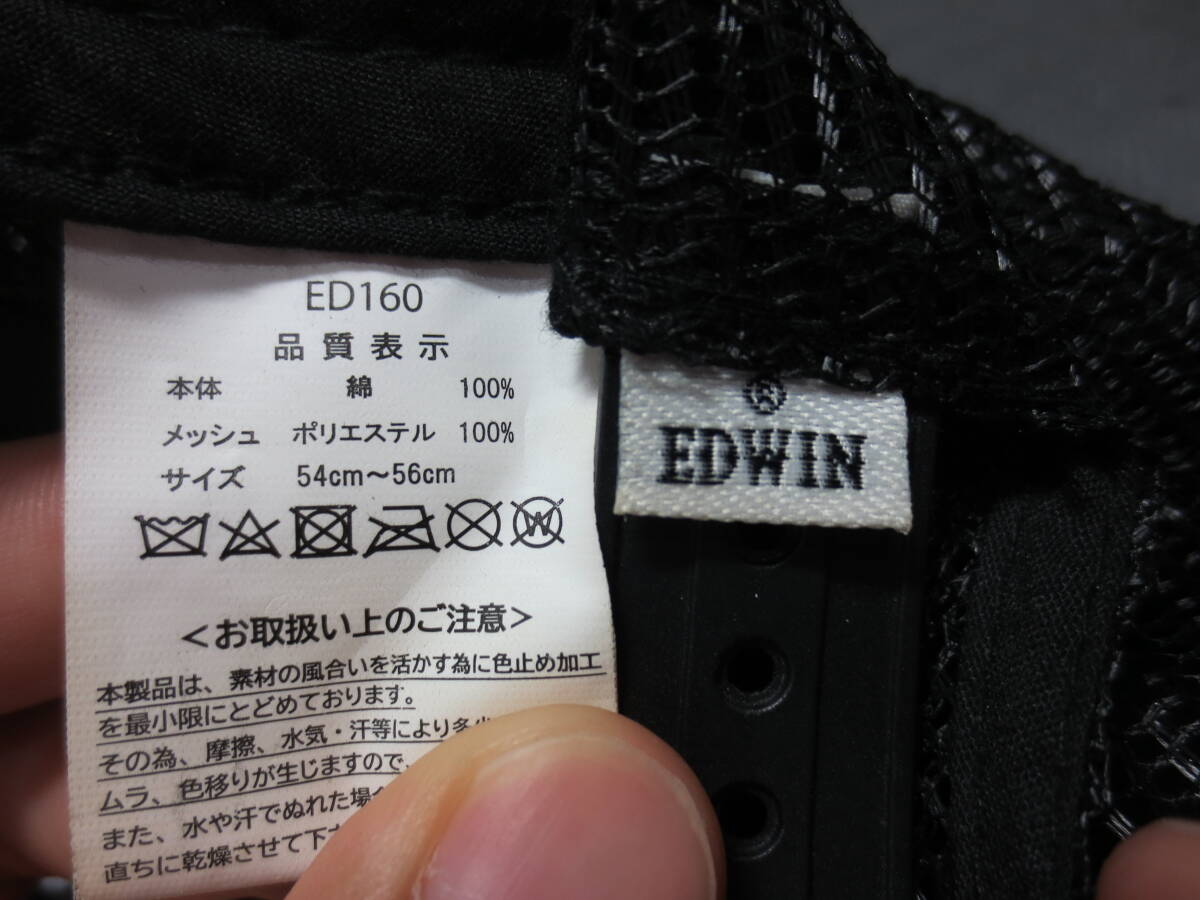 ED160
品質表示
本体 綿 100%
メッシュ ポリエステル 100%
サイズ 54cm～56cm
W
＜お取扱い上のご注意＞
本製品は、素材の風合いを活かす為に色止め加工
を最小限にとどめております。
その為、摩擦、水気・汗等により
ムラ、色移りが生じますので、
また、水や汗でぬれた場合
直ちに乾燥させて下
®
EDWIN